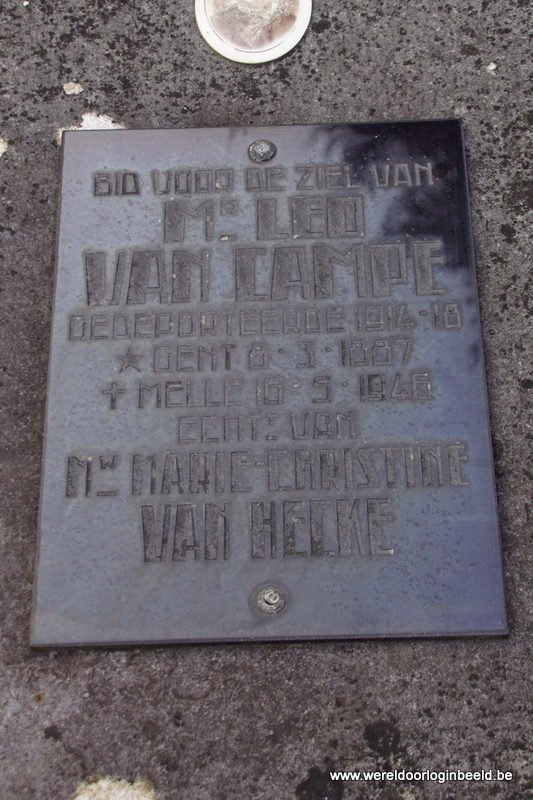 BID VOOR DE ZIEL VAN
MR LEO
VAN CAMPE
GEDEPORTEERDE 1914-18
★ GENT 8·3·1887
✝ MELLE 16·5·1946
ECHTE VAN
MW MARIE-CHRISTINE
VAN HECKE
www.wereldoorloginbeeld.be